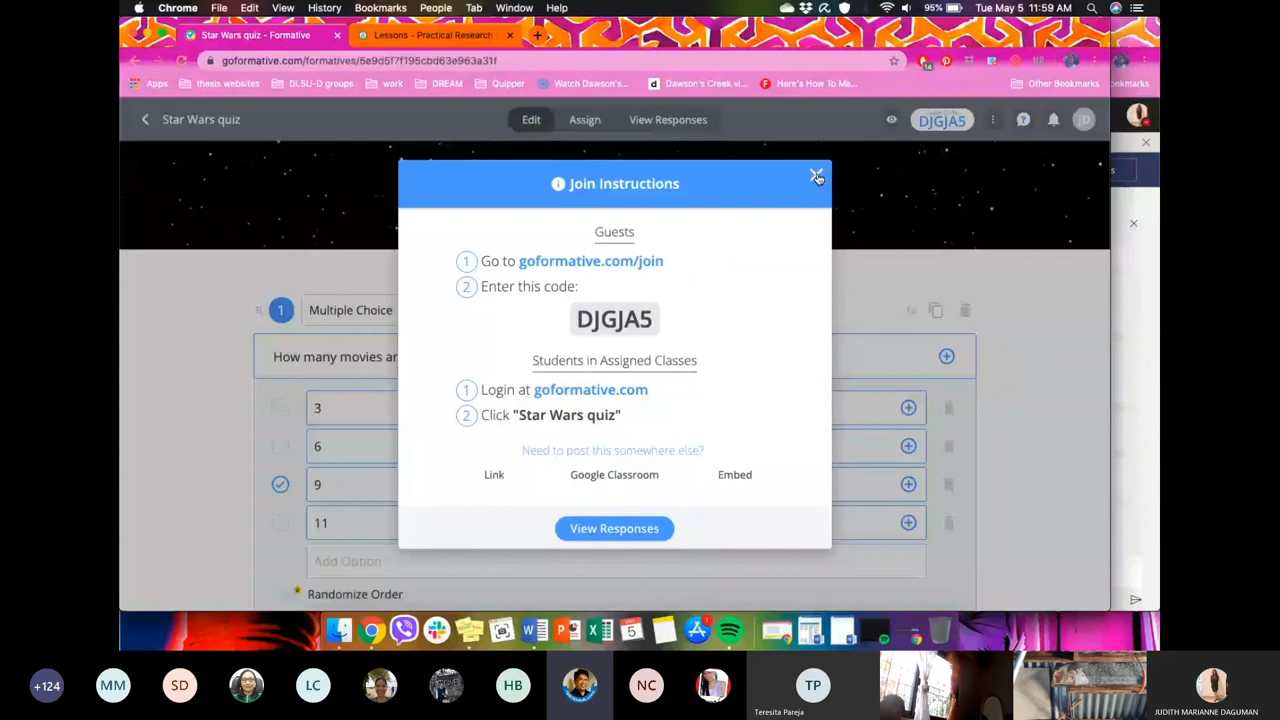 Chrome File Edit View History Bookmarks People Tab Window Help 95% Tue May 5 11:59 AM
Star Wars quiz - Formative
Lessons - Practical Research
goformative.com/formatives/5e9d5f7f195cbd63e963a31f
14
Apps thesis websites DLSU-D groups work DREAM Quipper Watch Dawson's... Dawson's Creek vi... Here's How To Ma... Other Bookmarks
Star Wars quiz Edit Assign View Responses DJGJA5 JD
Join Instructions
Guests
1 Go to goformative.com/join
2 Enter this code:
DJGJA5
Students in Assigned Classes
1 Login at goformative.com
2 Click "Star Wars quiz"
Need to post this somewhere else?
Link Google Classroom Embed
View Responses
1 Multiple Choice
How many movies
3
6
9
11
Add Option
Randomize Order
+124 MM SD LC HB NC TP
Teresita Pareja
JUDITH MARIANNE DAGUMAN